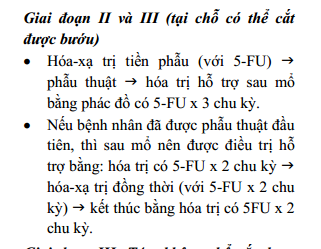 Giai đoạn II và III (tại chỗ có thể cắt
được bướu)
• Hóa-xạ trị tiền phẫu (với 5-FU) →
phẫu thuật → hóa trị hỗ trợ sau mổ
bằng phác đồ có 5-FU x 3 chu kỳ.
• Nếu bệnh nhân đã được phẫu thuật đầu
tiên, thì sau mổ nên được điều trị hỗ
trợ bằng: hóa trị có 5-FU x 2 chu kỳ →
hóa-xạ trị đồng thời (với 5-FU x 2 chu
kỳ) → kết thúc bằng hóa trị có 5FU x 2
chu kỳ.